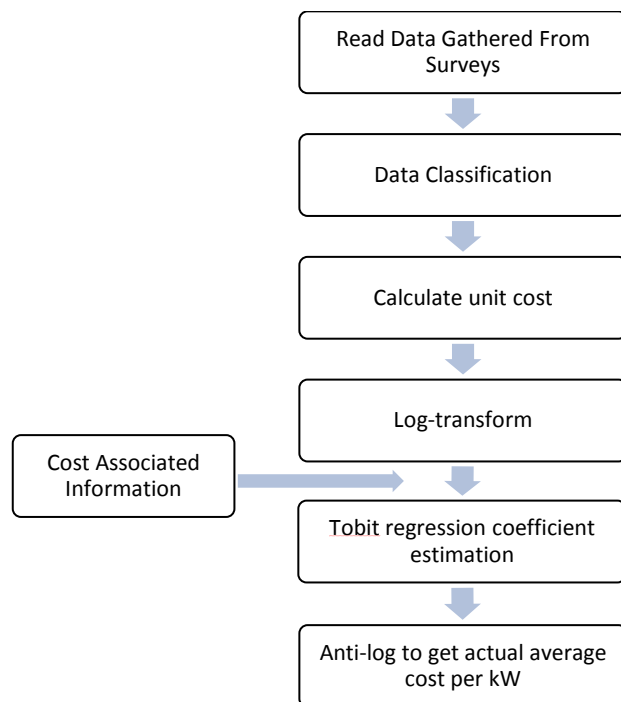 Read Data Gathered From
Surveys
Data Classification
Calculate unit cost
Log-transform
Cost Associated
Information
Tobit regression coefficient
estimation
Anti-log to get actual average
cost per kW